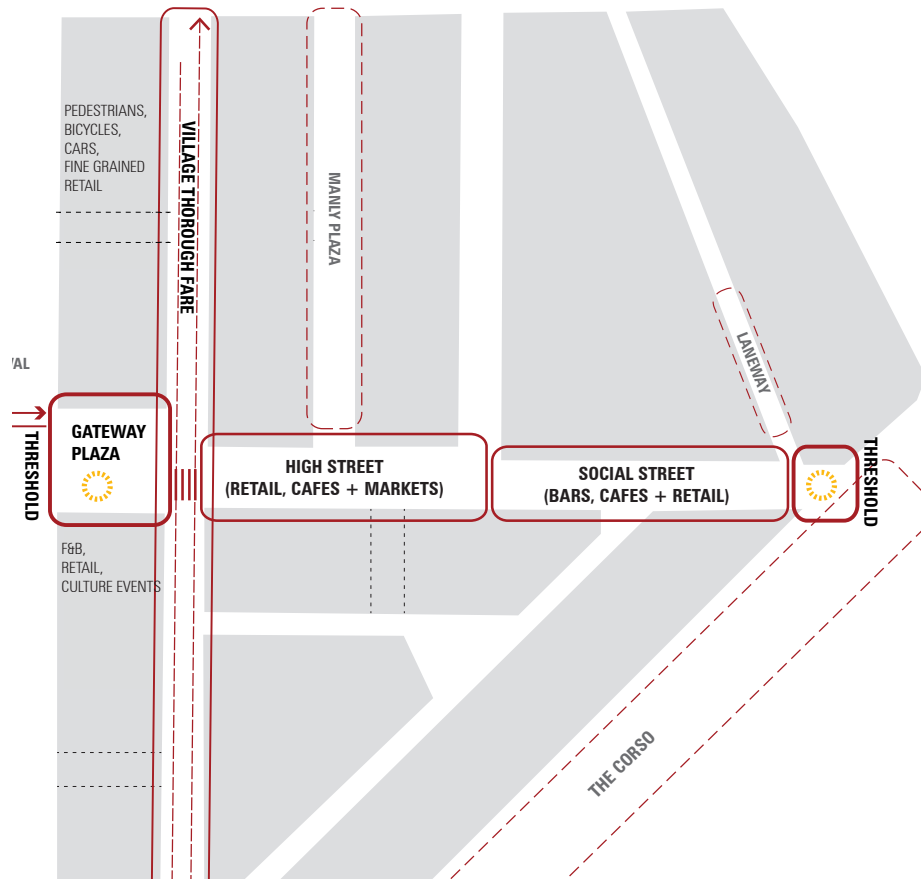 PEDESTRIANS,
BICYCLES,
CARS,
FINE GRAINED
RETAIL
VILLAGE THOROUGH FARE
MANLY PLAZA
LANEWAY
THRESHOLD
GATEWAY
PLAZA
HIGH STREET
(RETAIL, CAFES + MARKETS)
SOCIAL STREET
(BARS, CAFES + RETAIL)
THRESHOLD
F&B,
RETAIL,
CULTURE EVENTS
THE CORSO